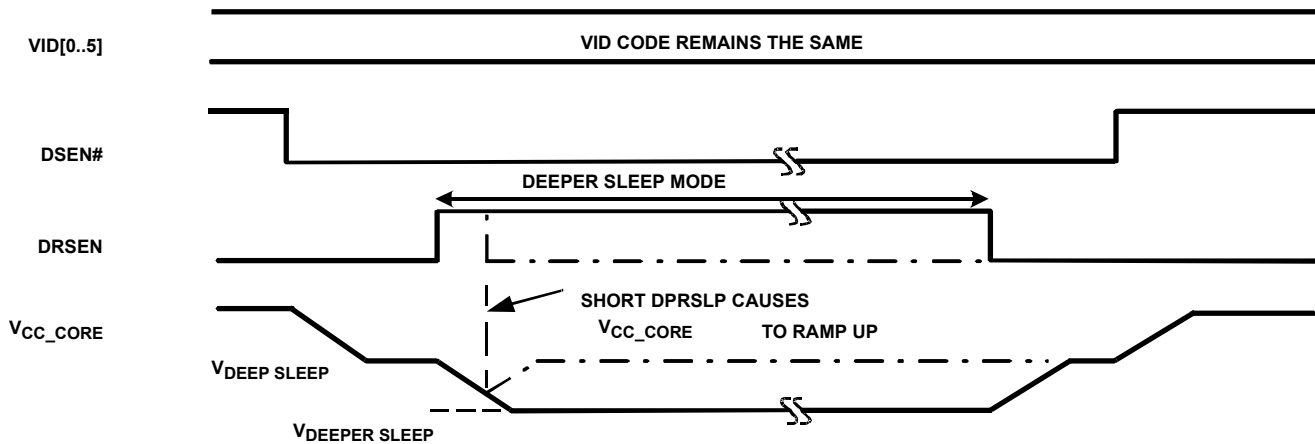 VID[0..5]
VID CODE REMAINS THE SAME
DSEN#
DEEPER SLEEP MODE
DRSEN
SHORT DPRSLP CAUSES
VCC_CORE TO RAMP UP
VCC_CORE
VDEEP SLEEP
VDEEPER SLEEP